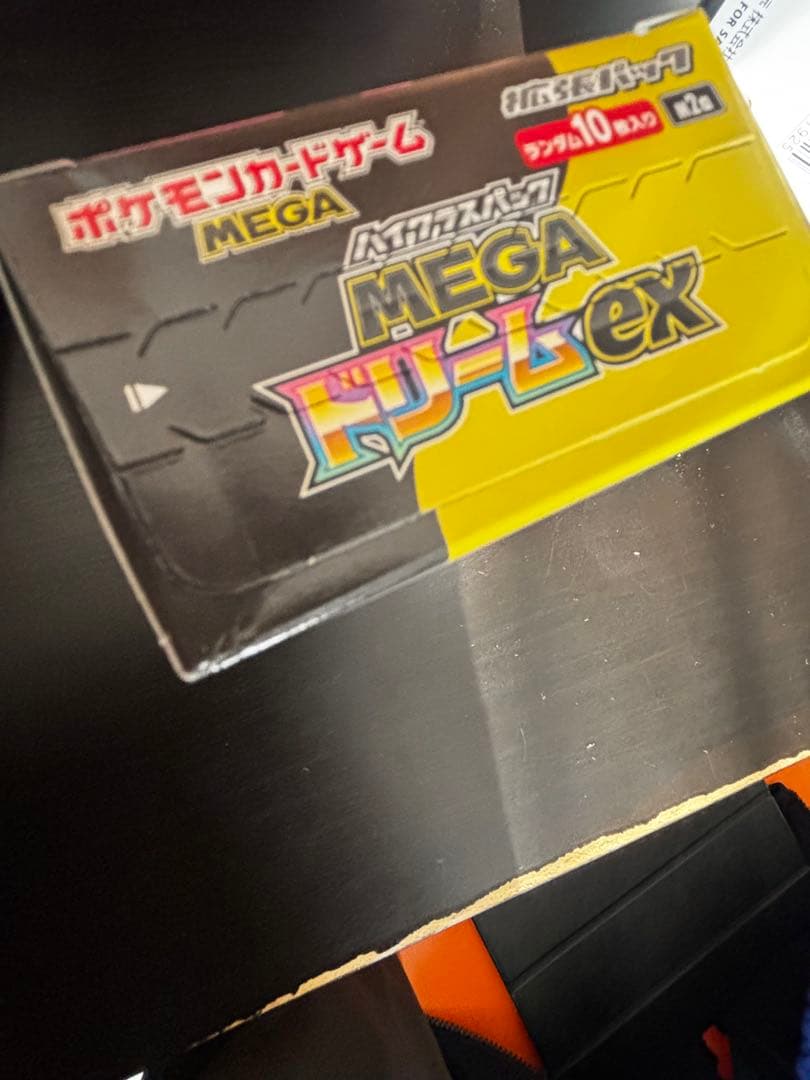 拡張パック
ポケモンカードゲーム
MEGA
ランダム10枚入り
ハイクラスパック
MEGA
ドリームex
FOR SA